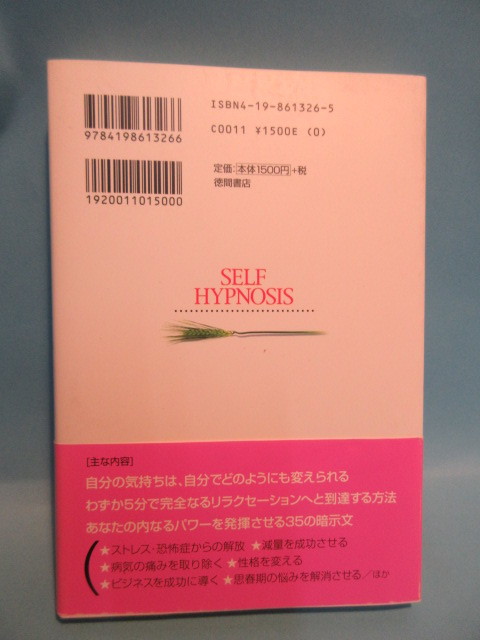 ISBN4-19-861326-5
9784198613266
C0011 ¥1500E (0)
定価:本体1500円+税
徳間書店
1920011015000
SELF
HYPNOSIS
[主な内容]
自分の気持ちは、自分でどのようにも変えられる
わずか5分で完全なるリラクセーションへと到達する方法
あなたの内なるパワーを発揮させる35の暗示文
★ストレス・恐怖症からの解放 ★減量を成功させる
★病気の痛みを取り除く ★性格を変える
★ビジネスを成功に導く ★思春期の悩みを解消させる/ほか